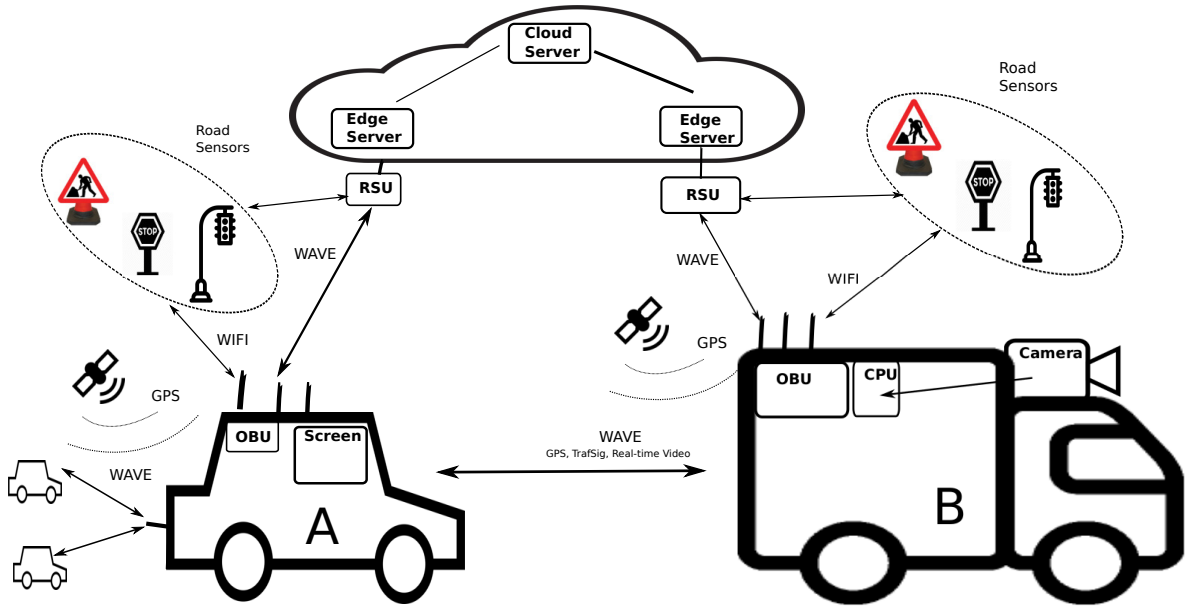 Cloud
Server
Edge
Server
Edge
Server
Road
Sensors
Road
Sensors
RSU
RSU
STOP
STOP
WAVE
WAVE
WIFI
WIFI
GPS
GPS
OBU
Screen
OBU
CPU
Camera
WAVE
WAVE
GPS, TrafSig, Real-time Video
A
B